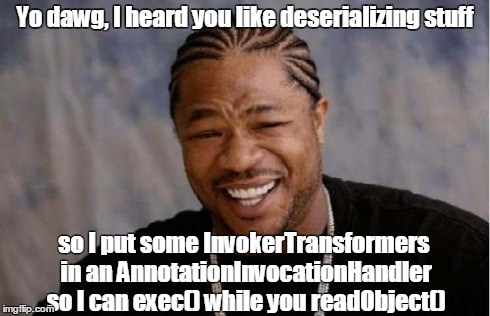 Yo dawg, I heard you like deserializing stuff
so I put some InvokerTransformers
in an AnnotationInvocationHandler
so I can exec() while you readObject()
imgflip.com